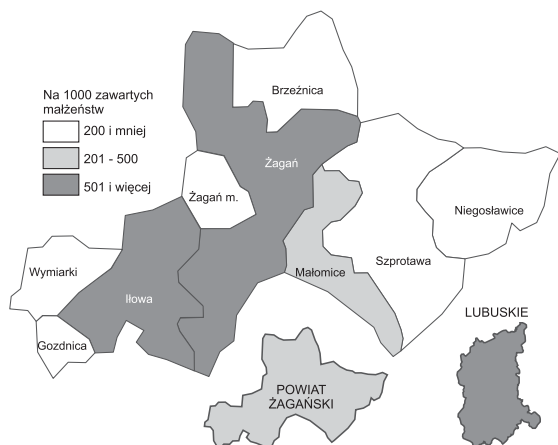 Na 1000 zawartych
małżeństw
200 i mniej
201 - 500
501 i więcej
Brzeźnica
Żagań
Żagań m.
Niegosławice
Wymiarki
Iłowa
Małomice
Szprotawa
Gozdnica
LUBUSKIE
POWIAT
ŻAGAŃSKI